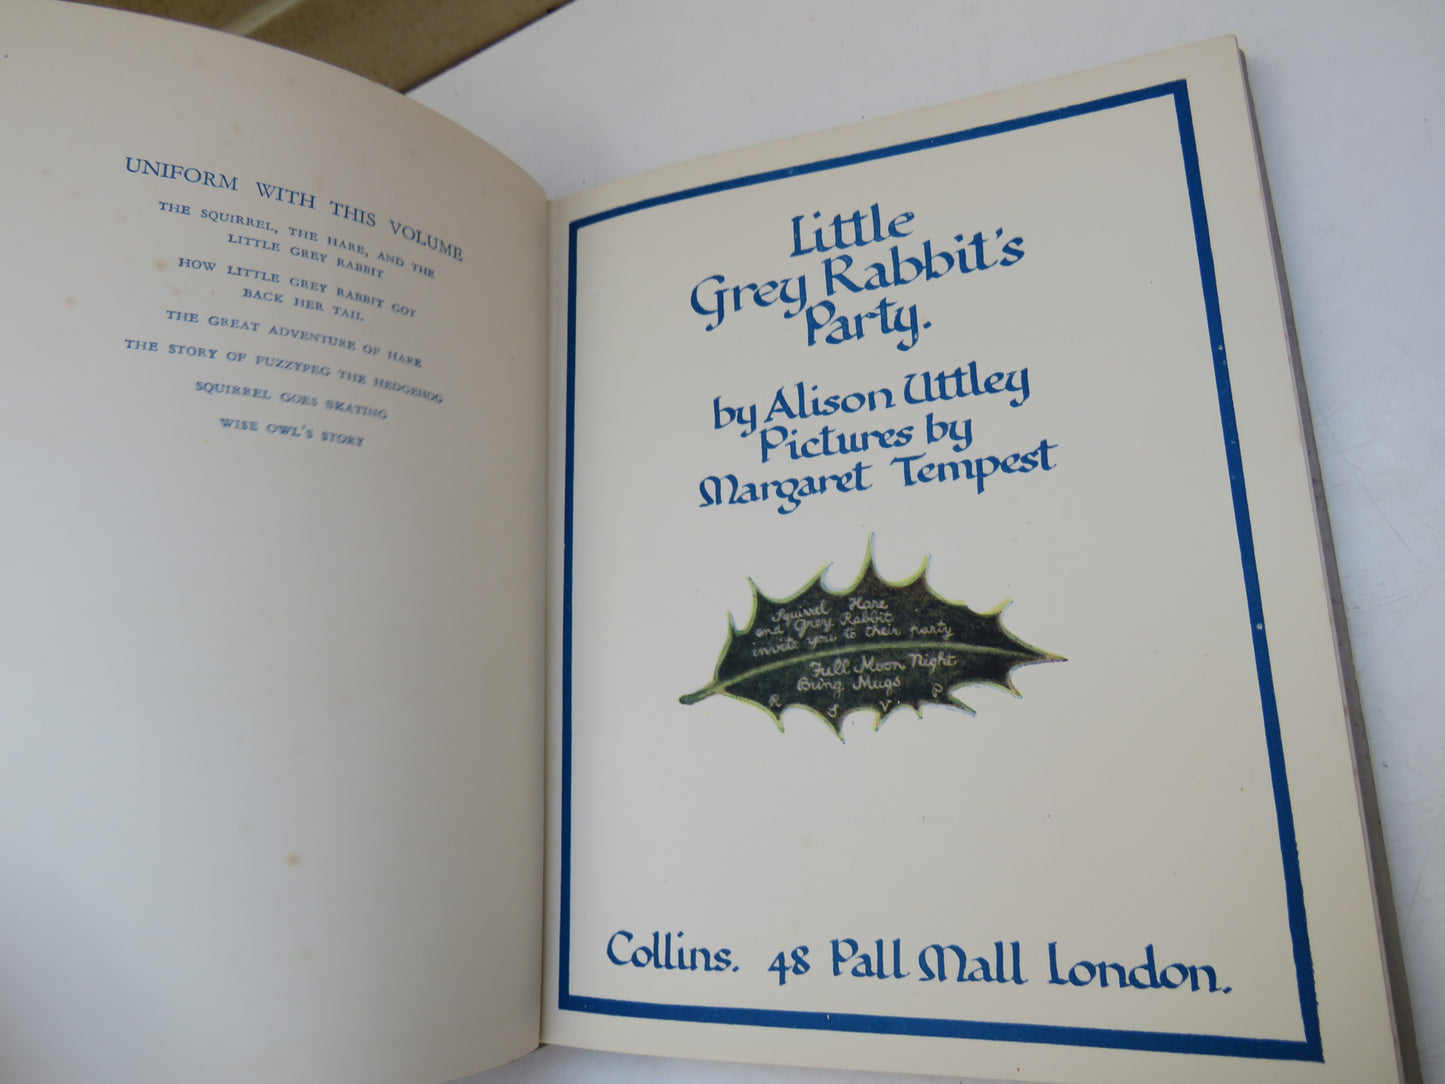 UNIFORM WITH THIS VOLUME
THE SQUIRREL, THE HARE, AND THE
LITTLE GREY RABBIT
HOW LITTLE GREY RABBIT GOT
BACK HER TAIL
THE GREAT ADVENTURE OF HARE
THE STORY OF FUZZYPEG THE HEDGEHOG
SQUIRREL GOES SKATING
WISE OWL'S STORY
Little
Grey Rabbit's
Party.
by Alison Uttley
Pictures by
Margaret Tempest
Squirrel Hare
and Grey Rabbit
invite you to their party
Full Moon Night
Bring Mugs
R S V P
Collins. 48 Pall Mall London.